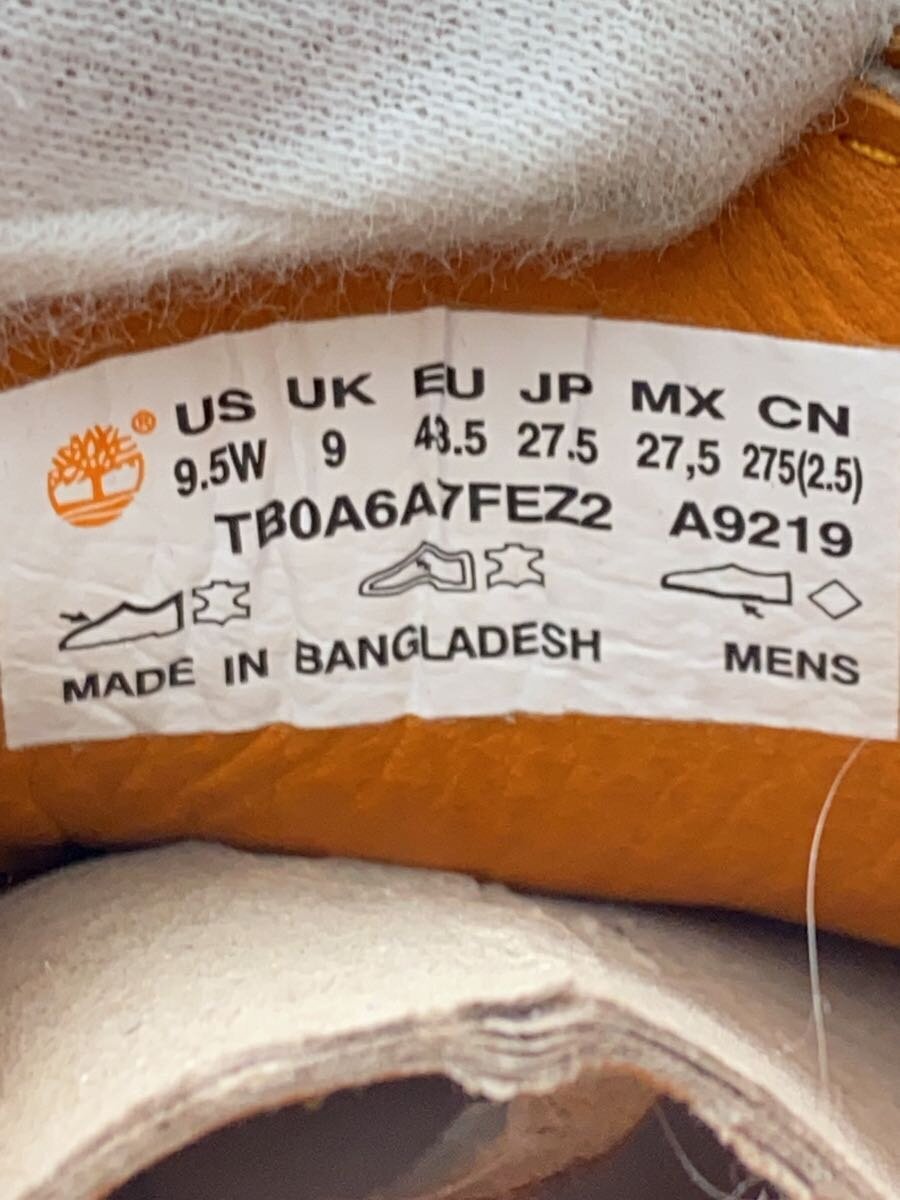 ® US UK EU JP MX CN
9.5W 9 43.5 27.5 27,5 275(2.5)
TB0A6A7FEZ2 A9219
MADE IN BANGLADESH MENS